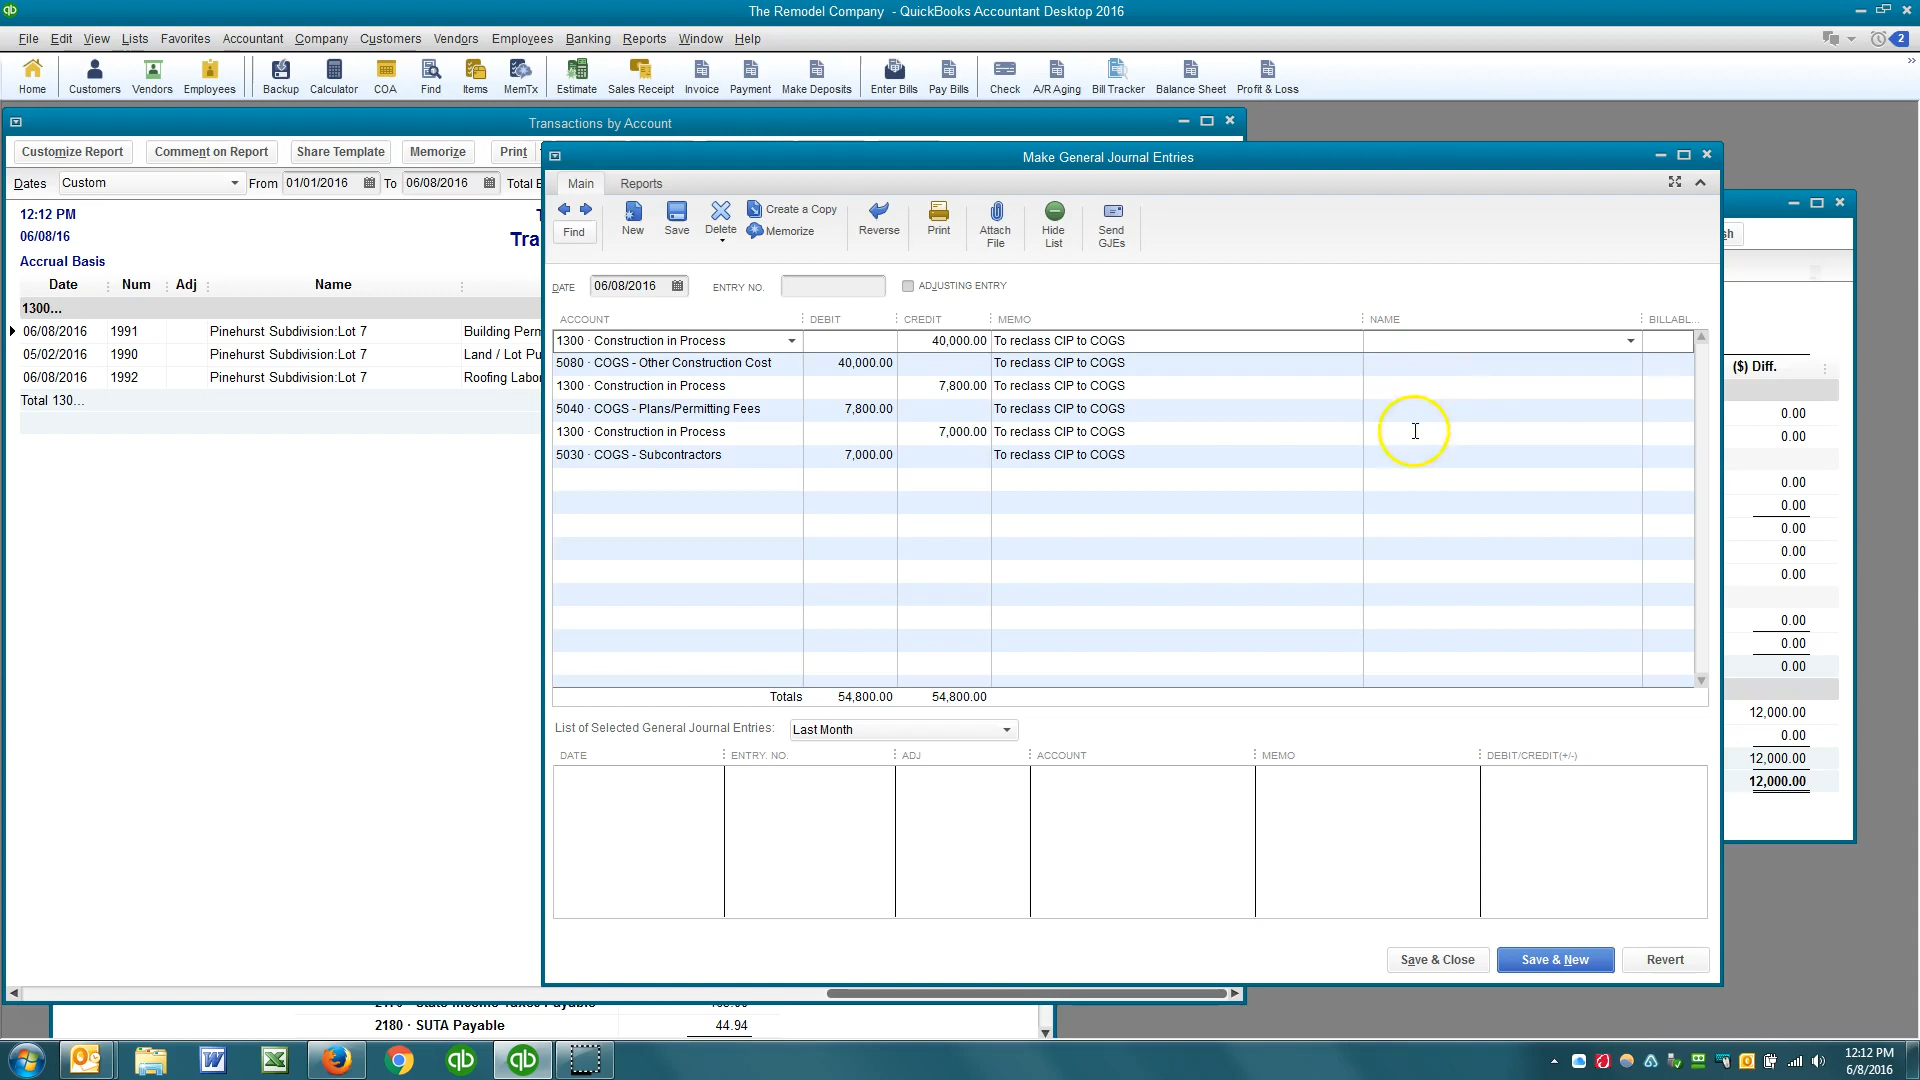 The Remodel Company - QuickBooks Accountant Desktop 2016
File Edit View Lists Favorites Accountant Company Customers Vendors Employees Banking Reports Window Help
2
Home Customers Vendors Employees Backup Calculator COA Find Items MemTx Estimate Sales Receipt Invoice Payment Make Deposits Enter Bills Pay Bills Check A/R Aging Bill Tracker Balance Sheet Profit & Loss
Transactions by Account
Customize Report Comment on Report Share Template Memorize Print
Dates Custom From 01/01/2016 To 06/08/2016 Total E
12:12 PM
06/08/16
Tra
Accrual Basis
Date Num Adj Name
1300...
06/08/2016 1991 Pinehurst Subdivision:Lot 7 Building Perm
05/02/2016 1990 Pinehurst Subdivision:Lot 7 Land / Lot Pu
06/08/2016 1992 Pinehurst Subdivision:Lot 7 Roofing Labor
Total 130...
Make General Journal Entries
Main Reports
Find New Save Delete Create a Copy Memorize Reverse Print Attach File Hide List Send GJEs
DATE 06/08/2016 ENTRY NO. ADJUSTING ENTRY
ACCOUNT DEBIT CREDIT MEMO NAME BILLABL...
1300 · Construction in Process 40,000.00 To reclass CIP to COGS
5080 · COGS - Other Construction Cost 40,000.00 To reclass CIP to COGS
1300 · Construction in Process 7,800.00 To reclass CIP to COGS
5040 · COGS - Plans/Permitting Fees 7,800.00 To reclass CIP to COGS
1300 · Construction in Process 7,000.00 To reclass CIP to COGS
5030 · COGS - Subcontractors 7,000.00 To reclass CIP to COGS
Totals 54,800.00 54,800.00
List of Selected General Journal Entries: Last Month
DATE ENTRY. NO. ADJ ACCOUNT MEMO DEBIT/CREDIT(+/-)
Save & Close Save & New Revert
sh
($) Diff.
0.00
0.00
0.00
0.00
0.00
0.00
0.00
0.00
0.00
0.00
12,000.00
0.00
12,000.00
12,000.00
2180 · SUTA Payable 44.94
12:12 PM
6/8/2016